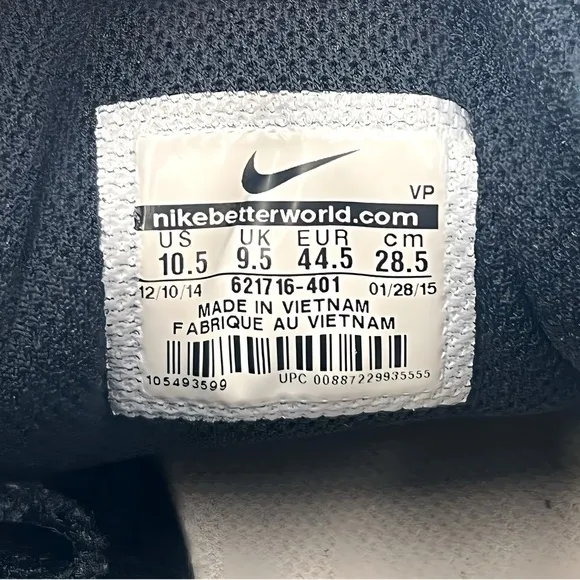 VP
nikebetterworld.com
US UK EUR cm
10.5 9.5 44.5 28.5
12/10/14 621716-401 01/28/15
MADE IN VIETNAM
FABRIQUE AU VIETNAM
105493599 UPC 00887229935555